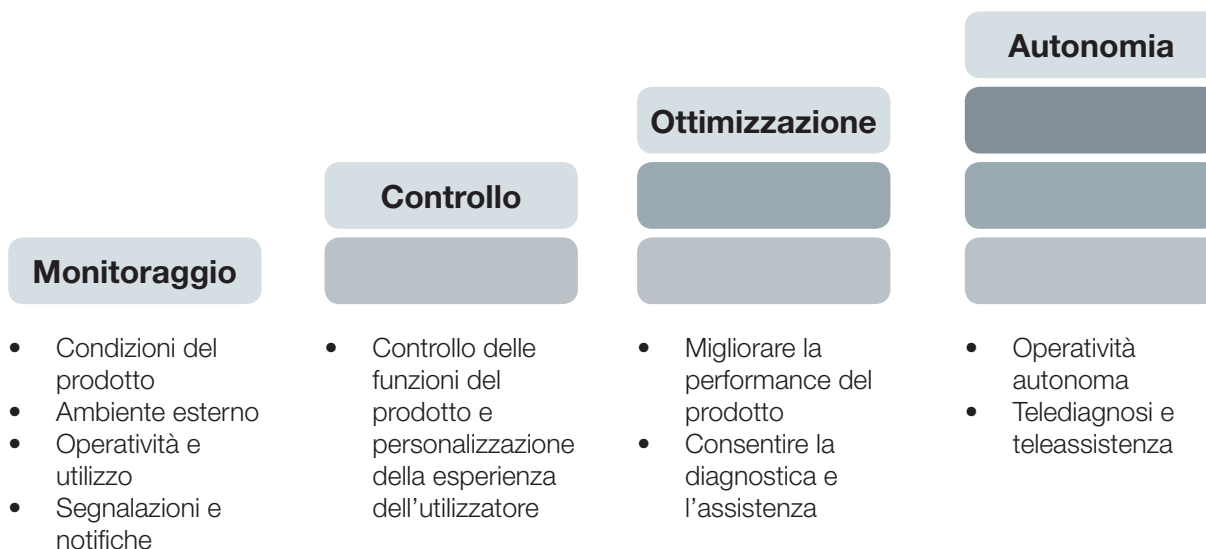 Monitoraggio
• Condizioni del
prodotto
• Ambiente esterno
• Operatività e
utilizzo
• Segnalazioni e
notifiche
Controllo
• Controllo delle
funzioni del
prodotto e
personalizzazione
della esperienza
dell’utilizzatore
Ottimizzazione
• Migliorare la
performance del
prodotto
• Consentire la
diagnostica e
l’assistenza
Autonomia
• Operatività
autonoma
• Telediagnosi e
teleassistenza